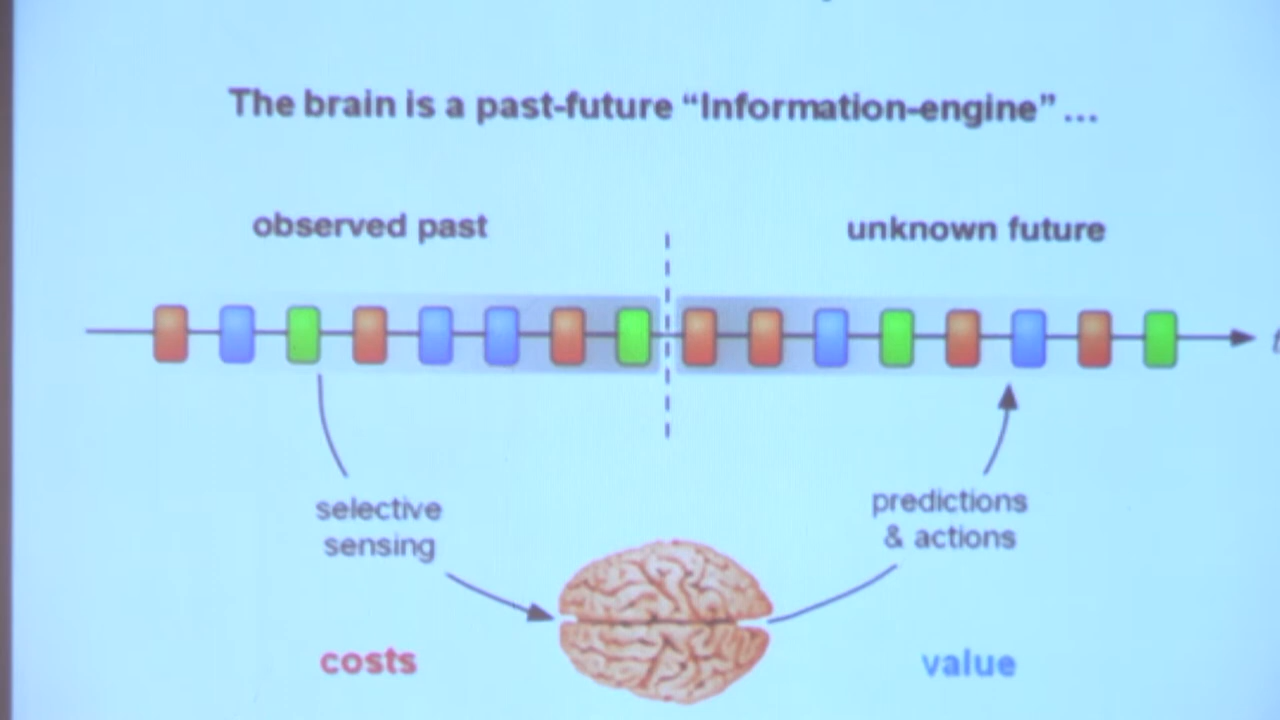 The brain is a past-future “Information-engine” ...
observed past
unknown future
selective
sensing
predictions
& actions
costs
value